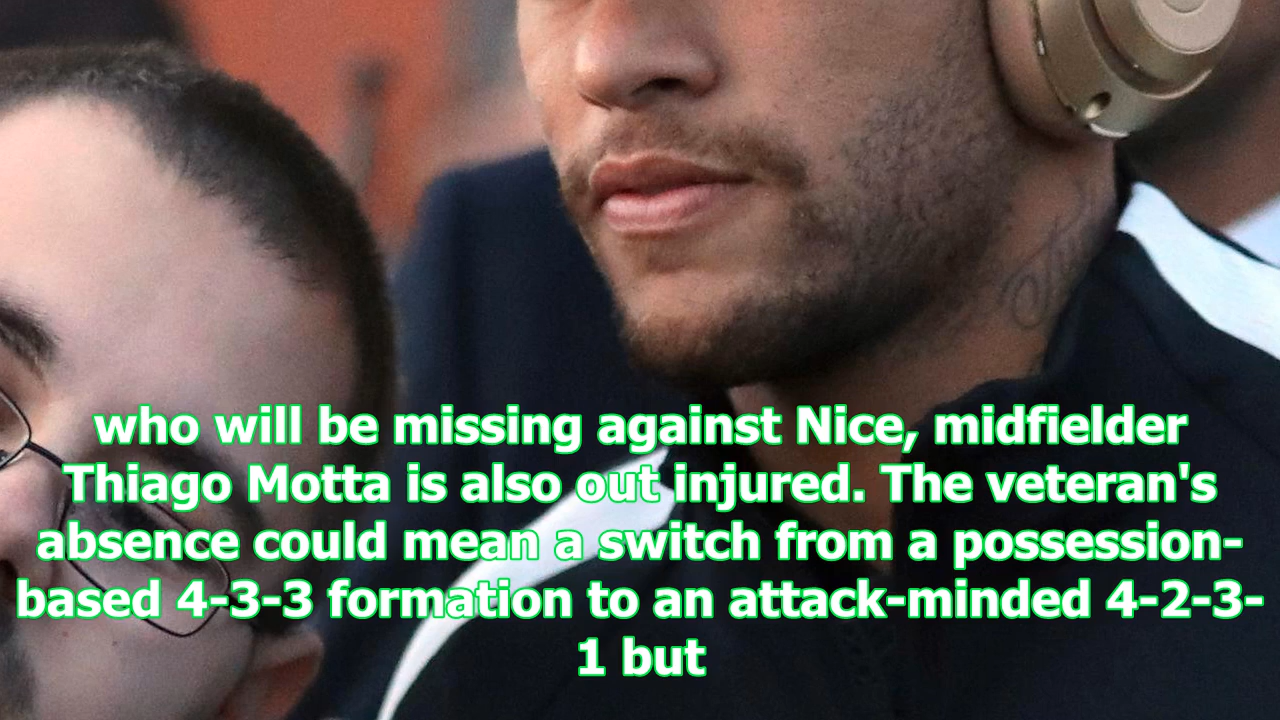 who will be missing against Nice, midfielder
Thiago Motta is also out injured. The veteran's
absence could mean a switch from a possession-
based 4-3-3 formation to an attack-minded 4-2-3-
1 but